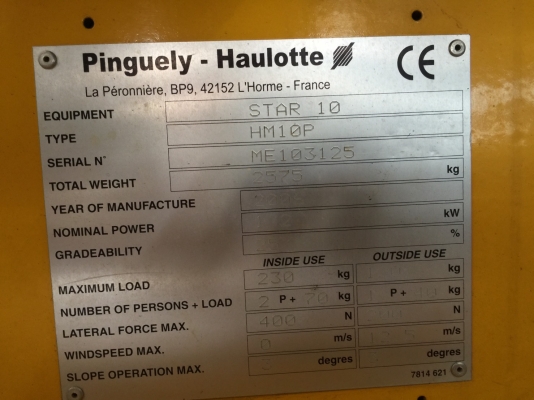 Pinguely - Haulotte CE
La Péronnière, BP9, 42152 L'Horme - France
EQUIPMENT STAR 10
TYPE HM10P
SERIAL N° ME103125
TOTAL WEIGHT 2575 kg
YEAR OF MANUFACTURE
NOMINAL POWER kW
GRADEABILITY %
INSIDE USE OUTSIDE USE
MAXIMUM LOAD 230 kg kg
NUMBER OF PERSONS + LOAD 2 P + 70 kg P + kg
LATERAL FORCE MAX. 400 N N
WINDSPEED MAX. 0 m/s m/s
SLOPE OPERATION MAX. degres degres
7814 621